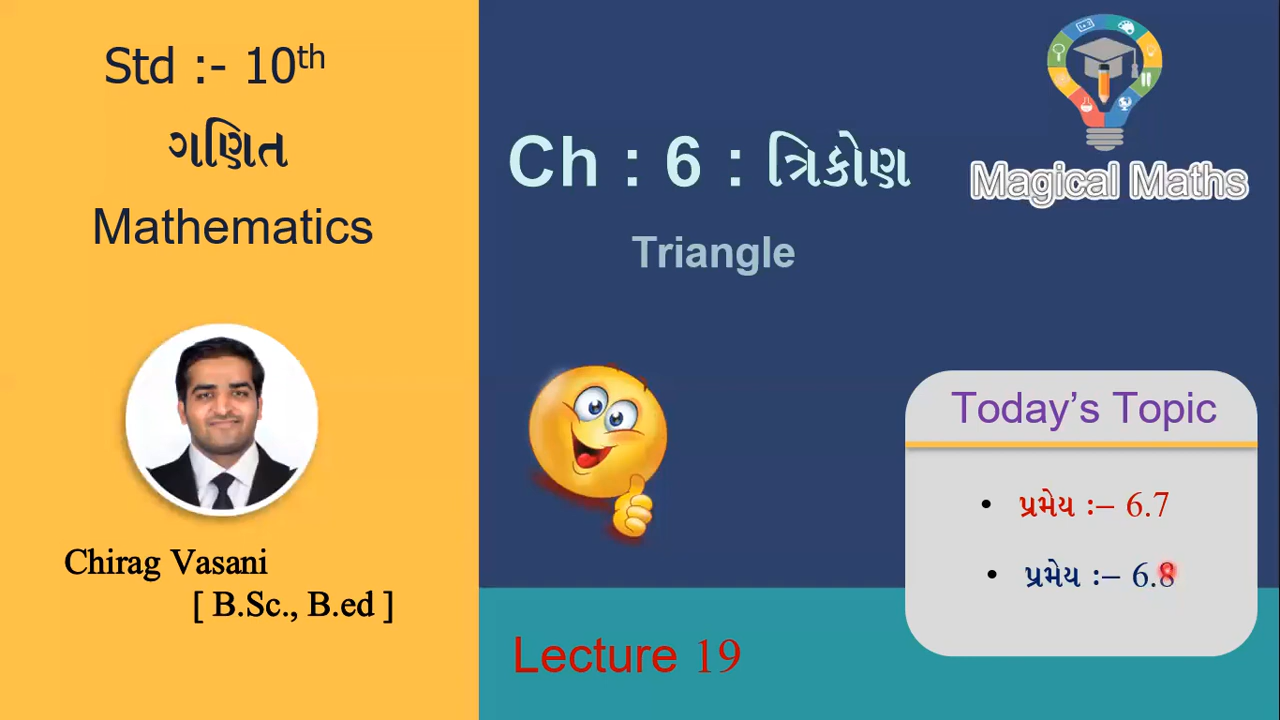 Std :- 10th
ગણિત
Mathematics
Chirag Vasani
[ B.Sc., B.ed ]
Ch : 6 : ત્રિકોણ
Triangle
Magical Maths
Today's Topic
• પ્રમેય :– 6.7
• પ્રમેય :– 6.8
Lecture 19